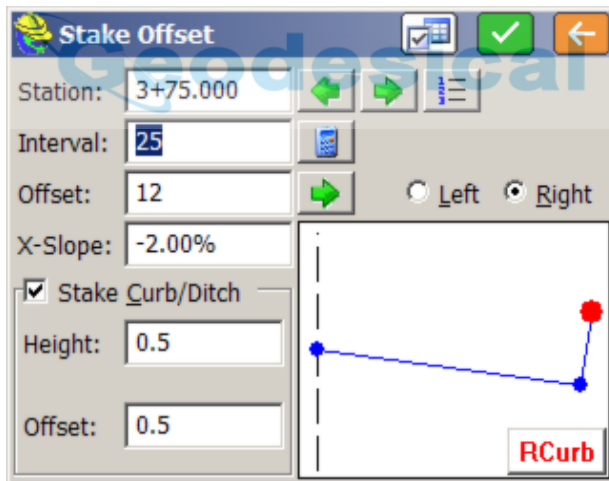 Stake Offset
Geodesical
Station: 3+75.000
Interval: 25
Offset: 12 Left Right
X-Slope: -2.00%
Stake Curb/Ditch
Height: 0.5
Offset: 0.5
RCurb